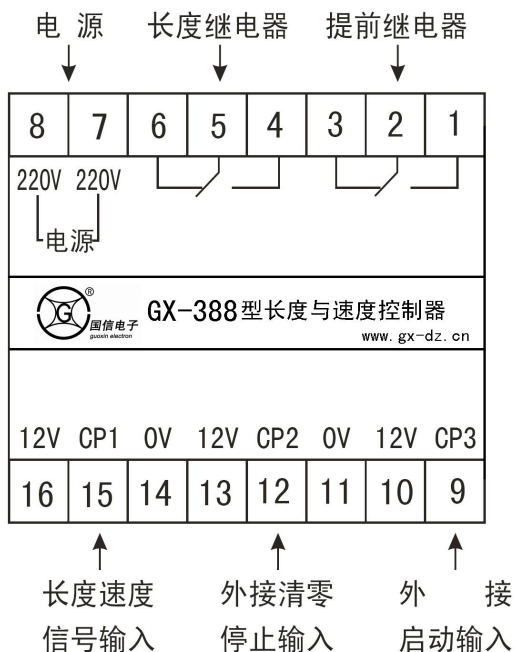 电 源 长度继电器 提前继电器
8 7 6 5 4 3 2 1
220V 220V
电源
G ® 国信电子 GX-388型长度与速度控制器
guoxin electron www.gx-dz.cn
12V CP1 0V 12V CP2 0V 12V CP3
16 15 14 13 12 11 10 9
长度速度 外接清零 外 接
信号输入 停止输入 启动输入